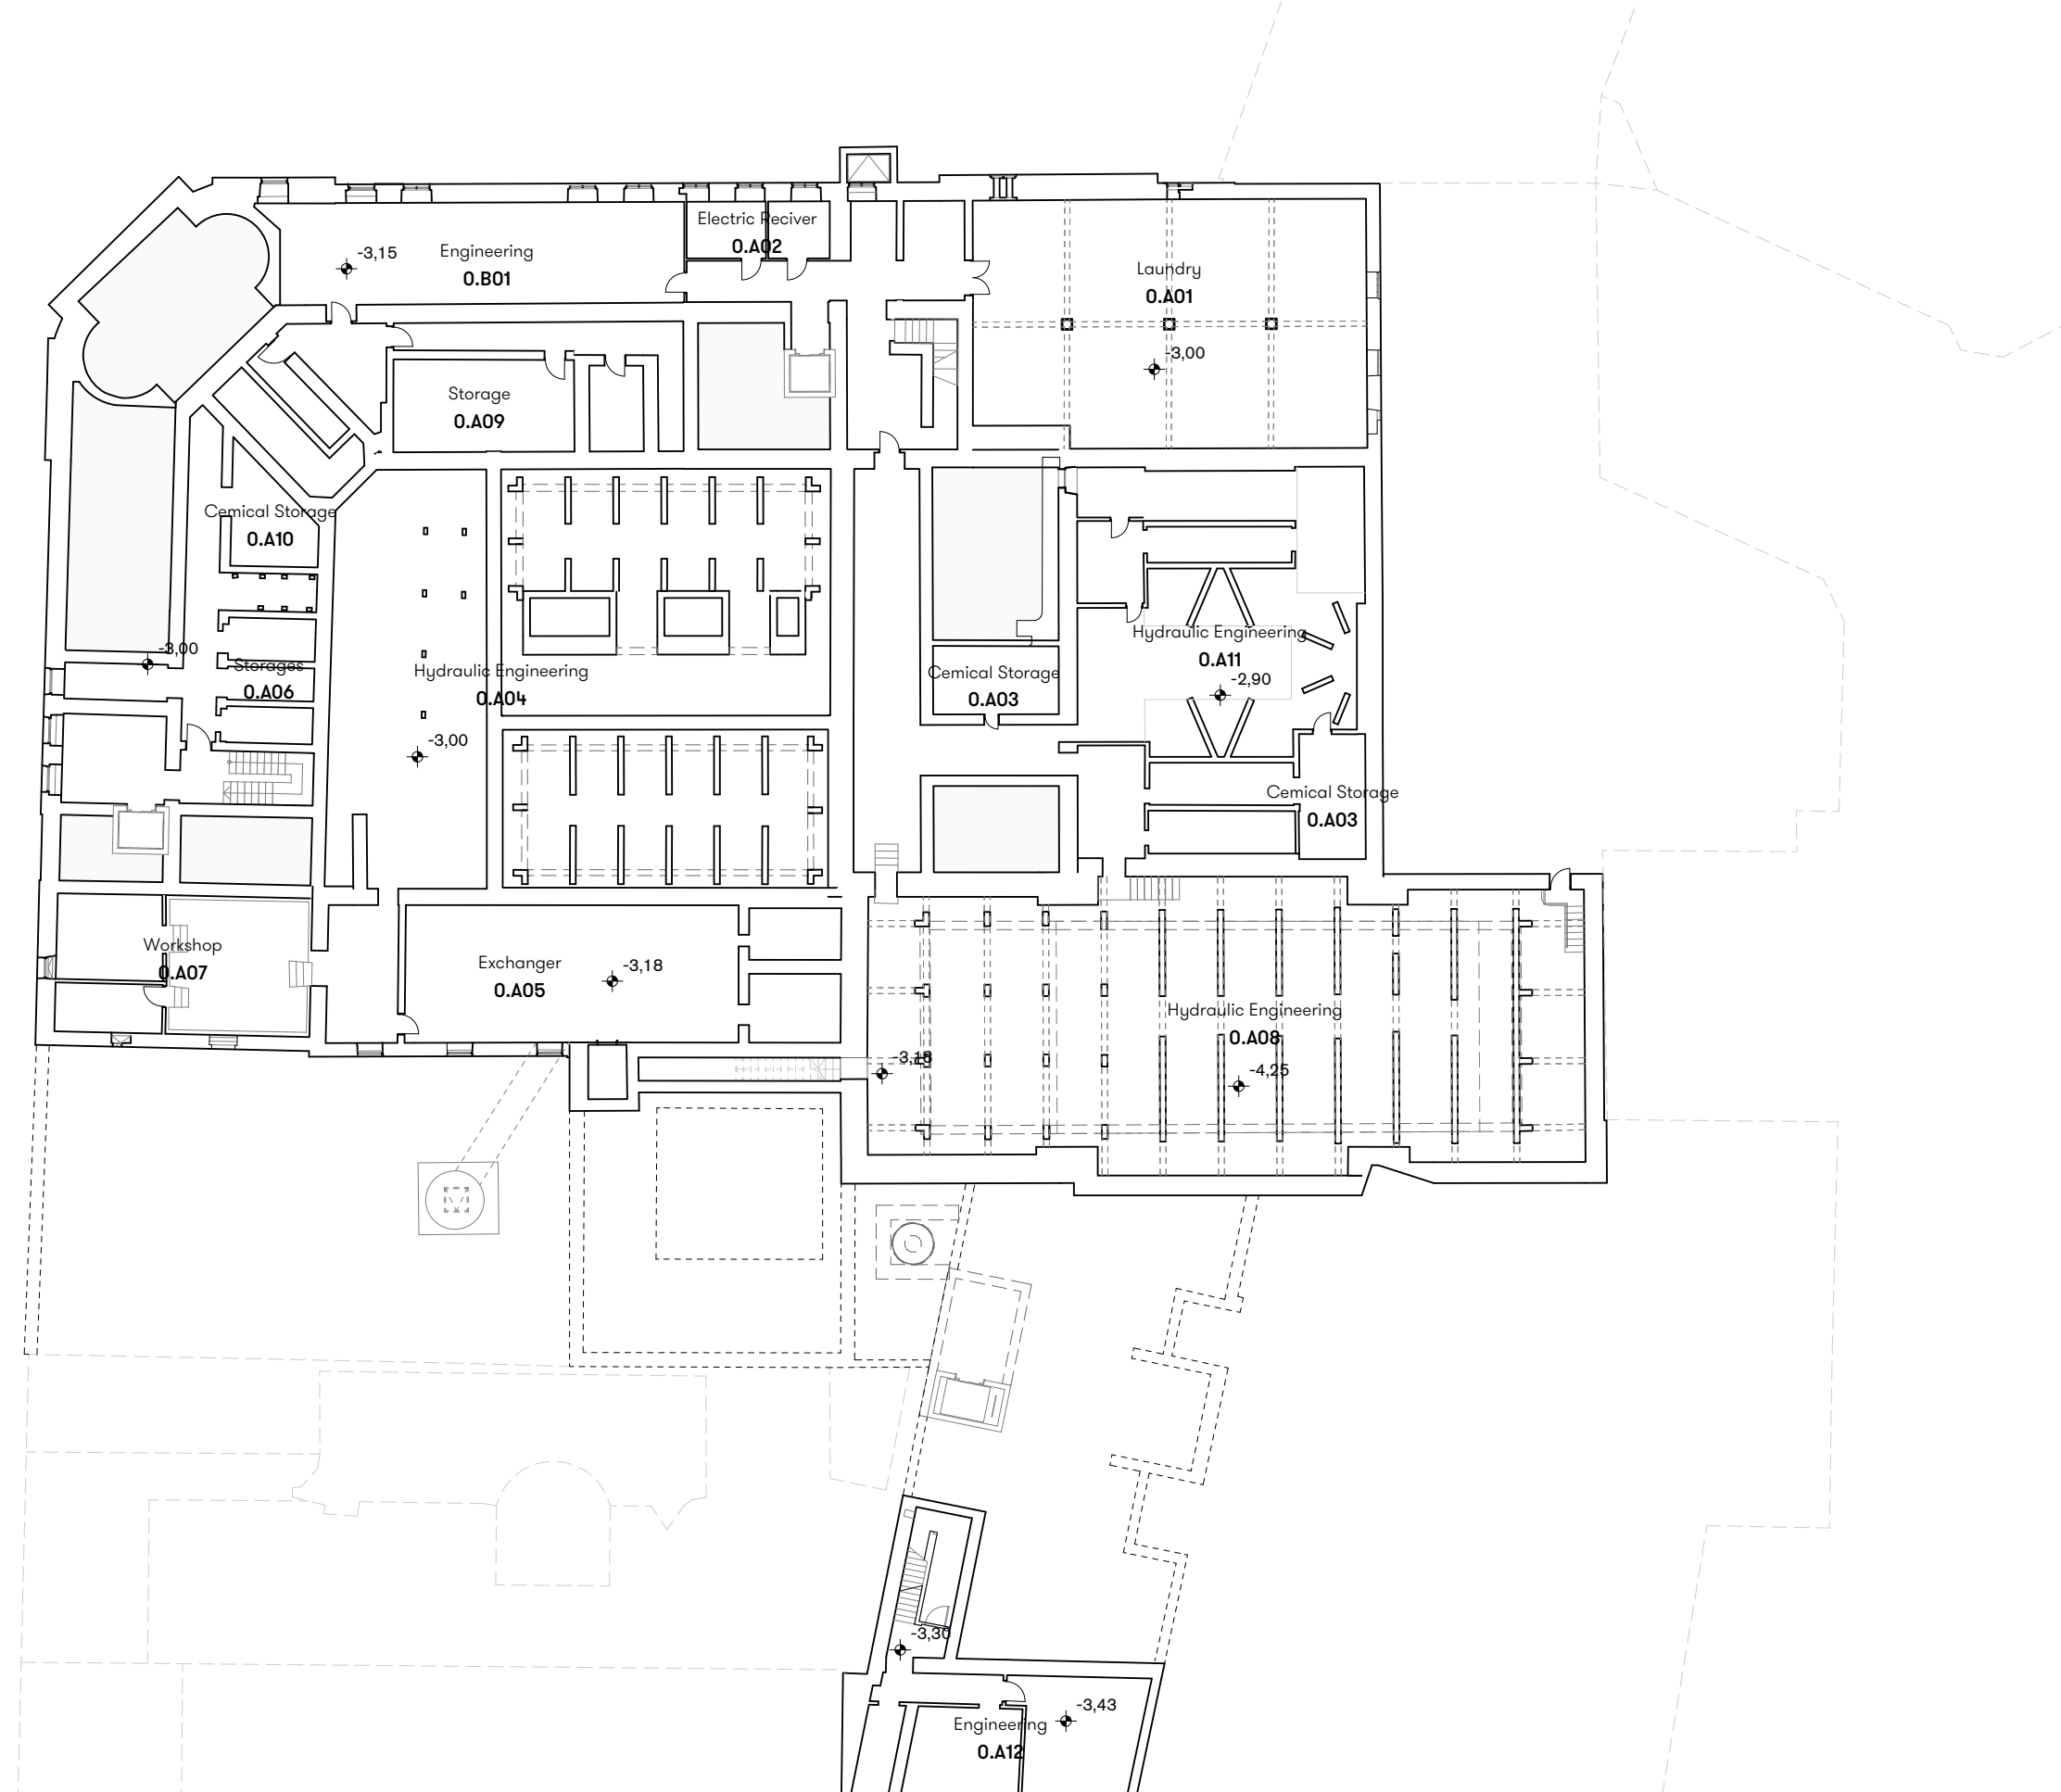 Electric Reciver
0.A02
-3,15
Engineering
0.B01
Laundry
0.A01
-3,00
Storage
0.A09
Cemical Storage
0.A10
-3,00
Storages
0.A06
Hydraulic Engineering
0.A04
-3,00
Cemical Storage
0.A03
Hydraulic Engineering
0.A11
-2,90
Cemical Storage
0.A03
Workshop
0.A07
Exchanger
0.A05
-3,18
Hydraulic Engineering
0.A08
-3,18
-4,25
-3,30
-3,43
Engineering
0.A12